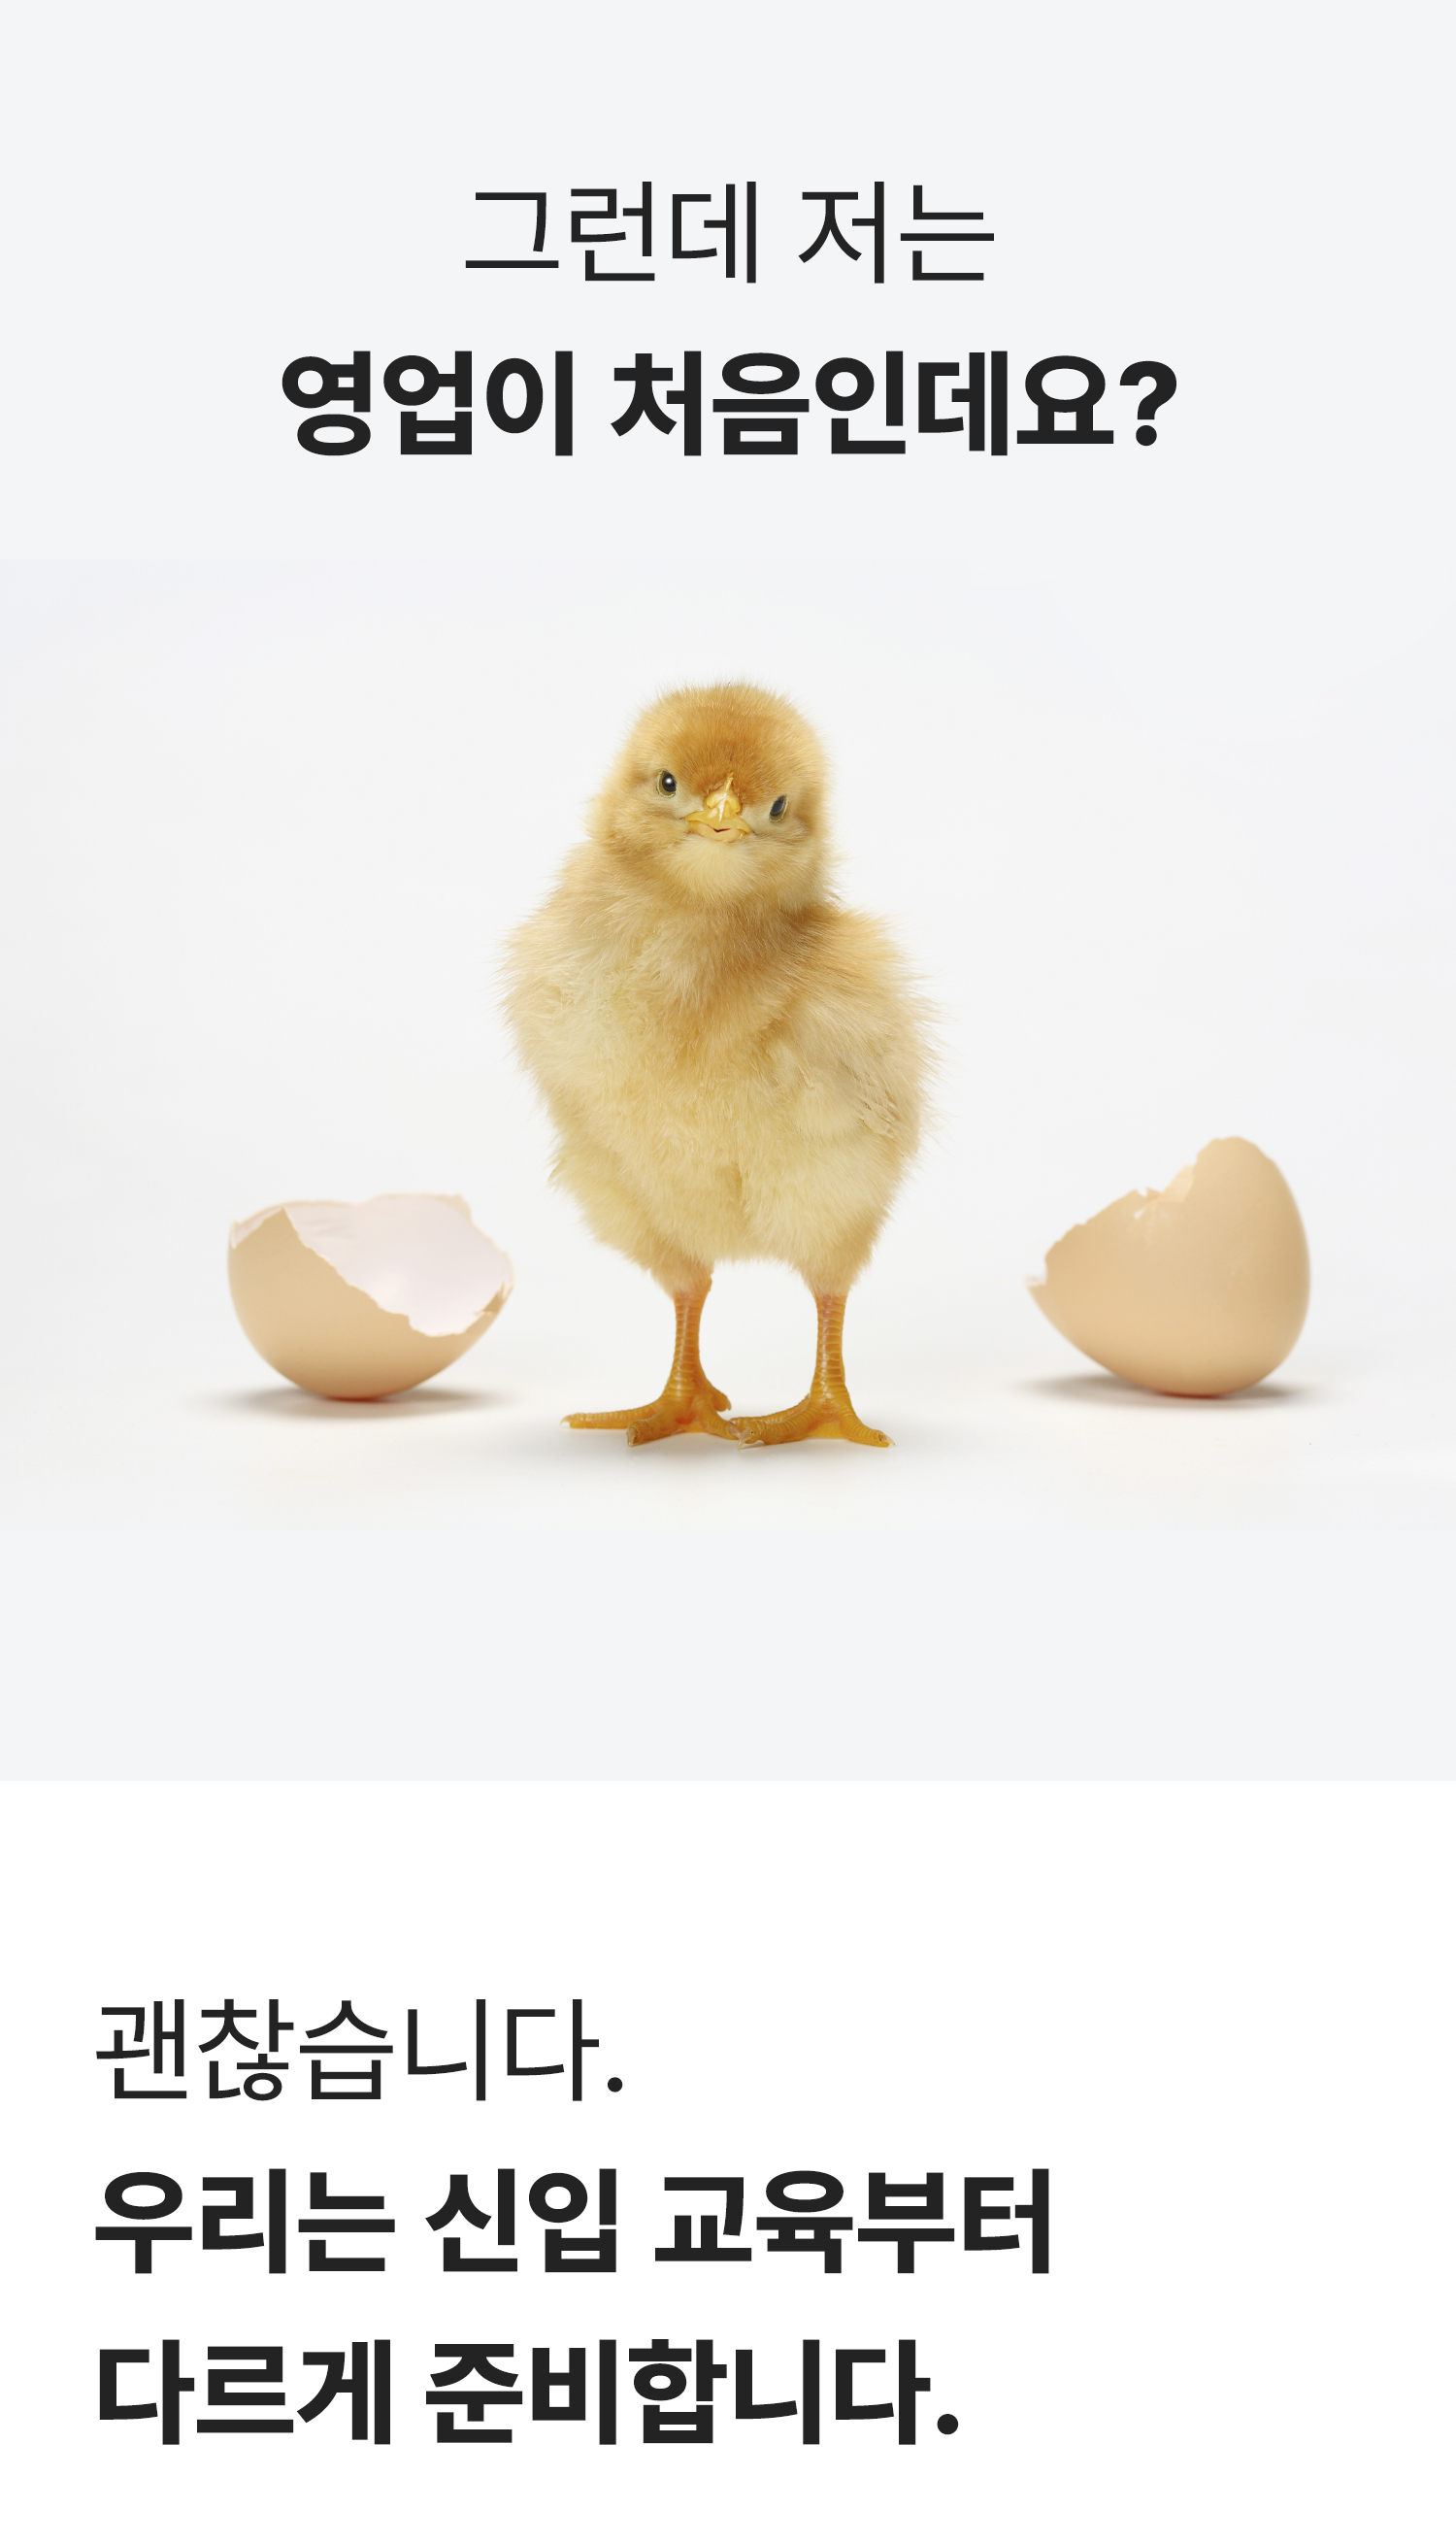 그런데 저는
영업이 처음인데요?
괜찮습니다.
우리는 신입 교육부터
다르게 준비합니다.